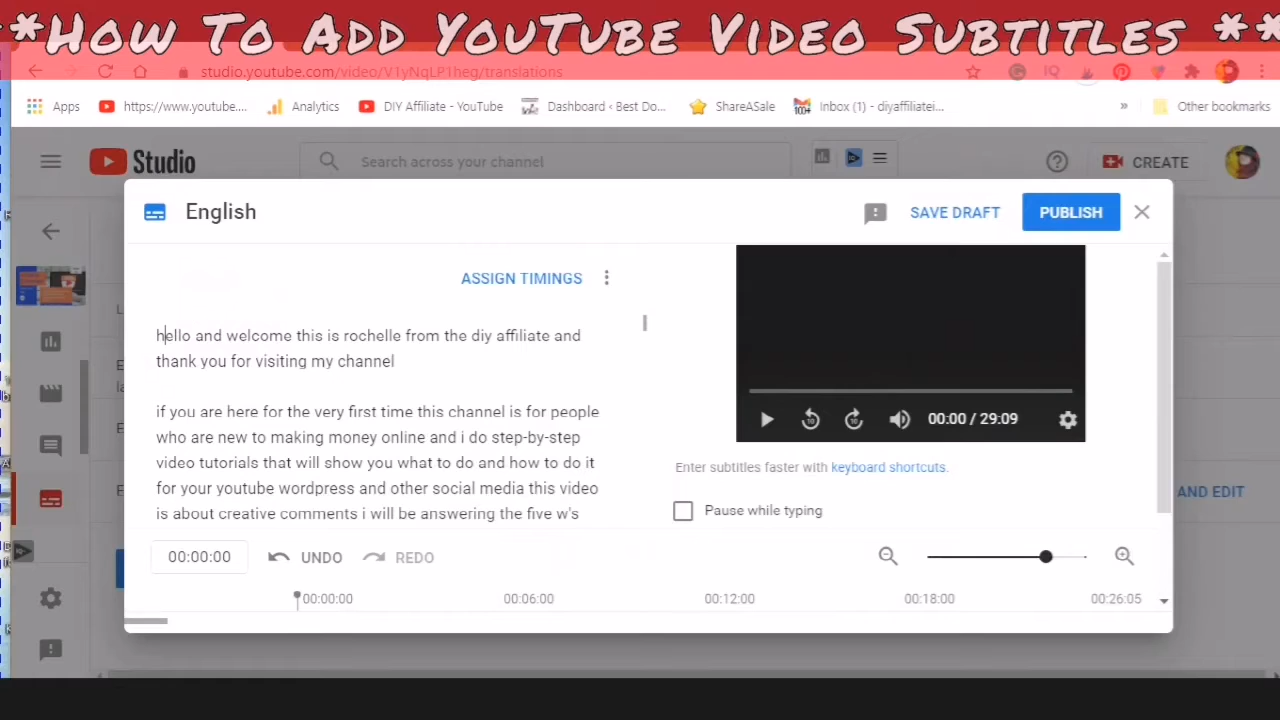 **How To Add YouTube Video Subtitles **
studio.youtube.com/video/V1yNqLP1heg/translations
Apps https://www.youtube.... Analytics DIY Affiliate - YouTube Dashboard ‹ Best Do... ShareASale Inbox (1) - diyaffiliatei... » Other bookmarks
Studio Search across your channel CREATE
English SAVE DRAFT PUBLISH
ASSIGN TIMINGS
hello and welcome this is rochelle from the diy affiliate and
thank you for visiting my channel
if you are here for the very first time this channel is for people
who are new to making money online and i do step-by-step
video tutorials that will show you what to do and how to do it
for your youtube wordpress and other social media this video
is about creative comments i will be answering the five w's
00:00 / 29:09
Enter subtitles faster with keyboard shortcuts.
Pause while typing
AND EDIT
00:00:00 UNDO REDO
00:00:00 00:06:00 00:12:00 00:18:00 00:26:05